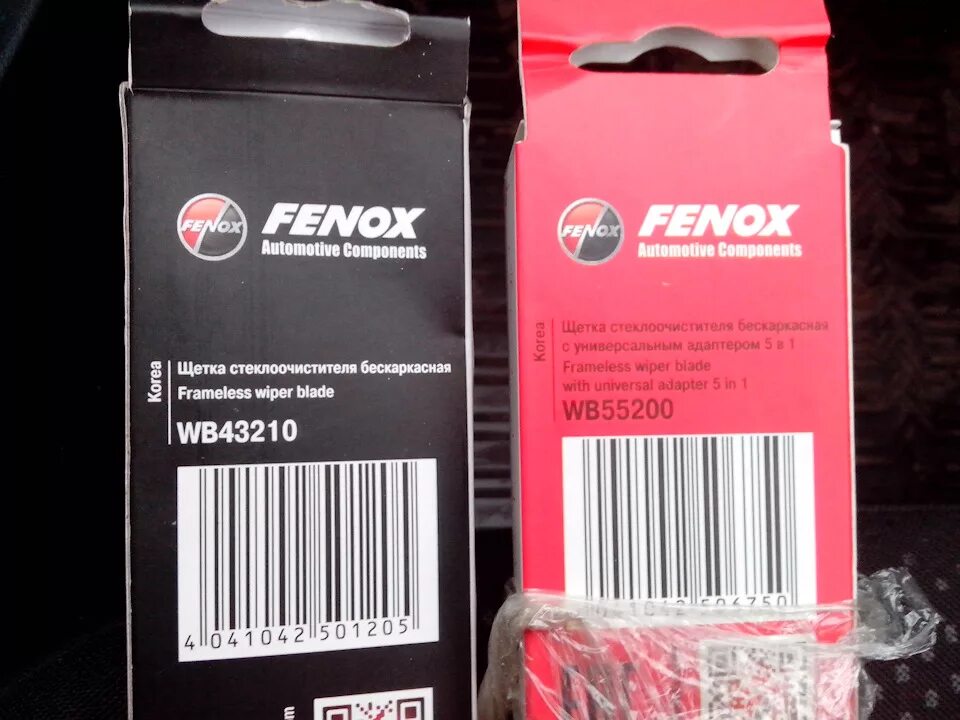 FENOX
FENOX
Automotive Components
Korea
Щетка стеклоочистителя бескаркасная
Frameless wiper blade
WB43210
4 041042 501205
FENOX
FENOX
Automotive Components
Korea
Щетка стеклоочистителя бескаркасная
с универсальным адаптером 5 в 1
Frameless wiper blade
with universal adapter 5 in 1
WB55200
506750